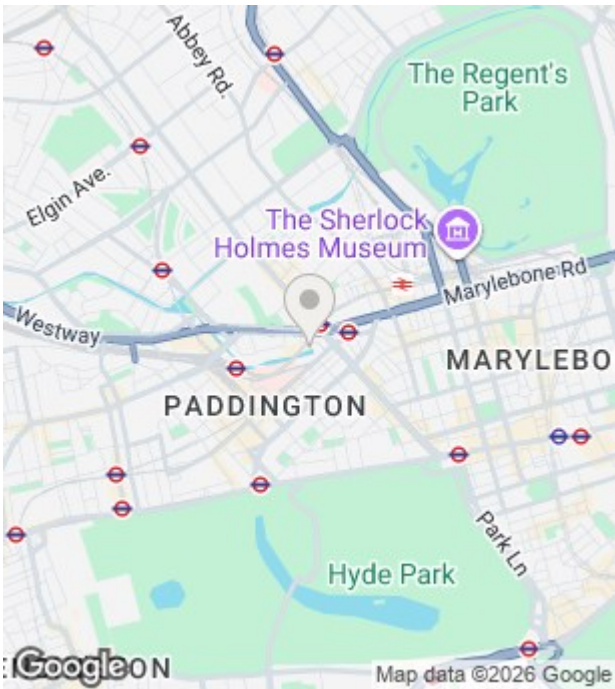 Abbey Rd.
The Regent's
Park
Elgin Ave.
The Sherlock
Holmes Museum
Marylebone Rd
Westway
MARYLEBO
PADDINGTON
Park Ln
Hyde Park
Google
ON
Map data ©2026 Google